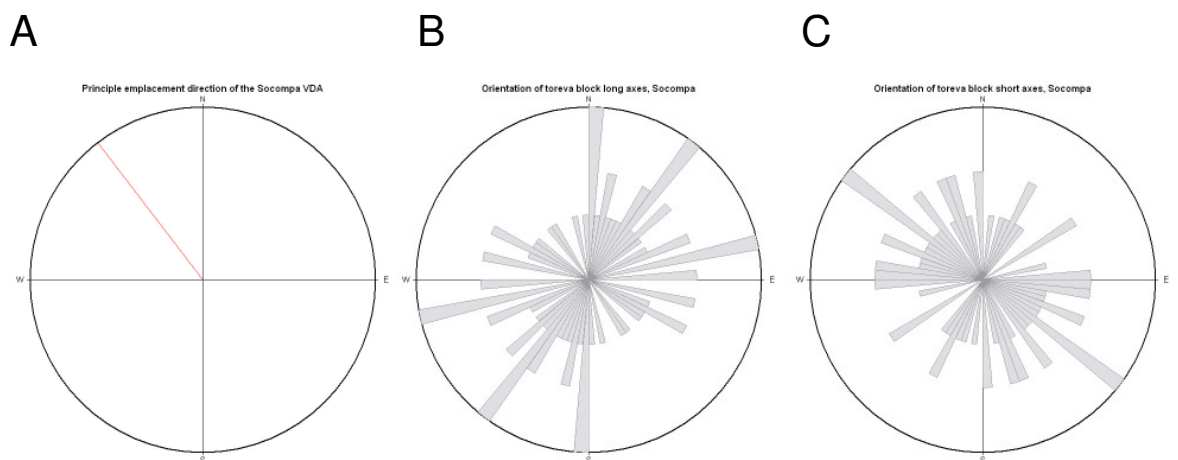 A
B
C
Principle emplacement direction of the Socompa VDA
Orientation of toreva block long axes, Socompa
Orientation of toreva block short axes, Socompa
N
N
N
W
E
W
E
W
E